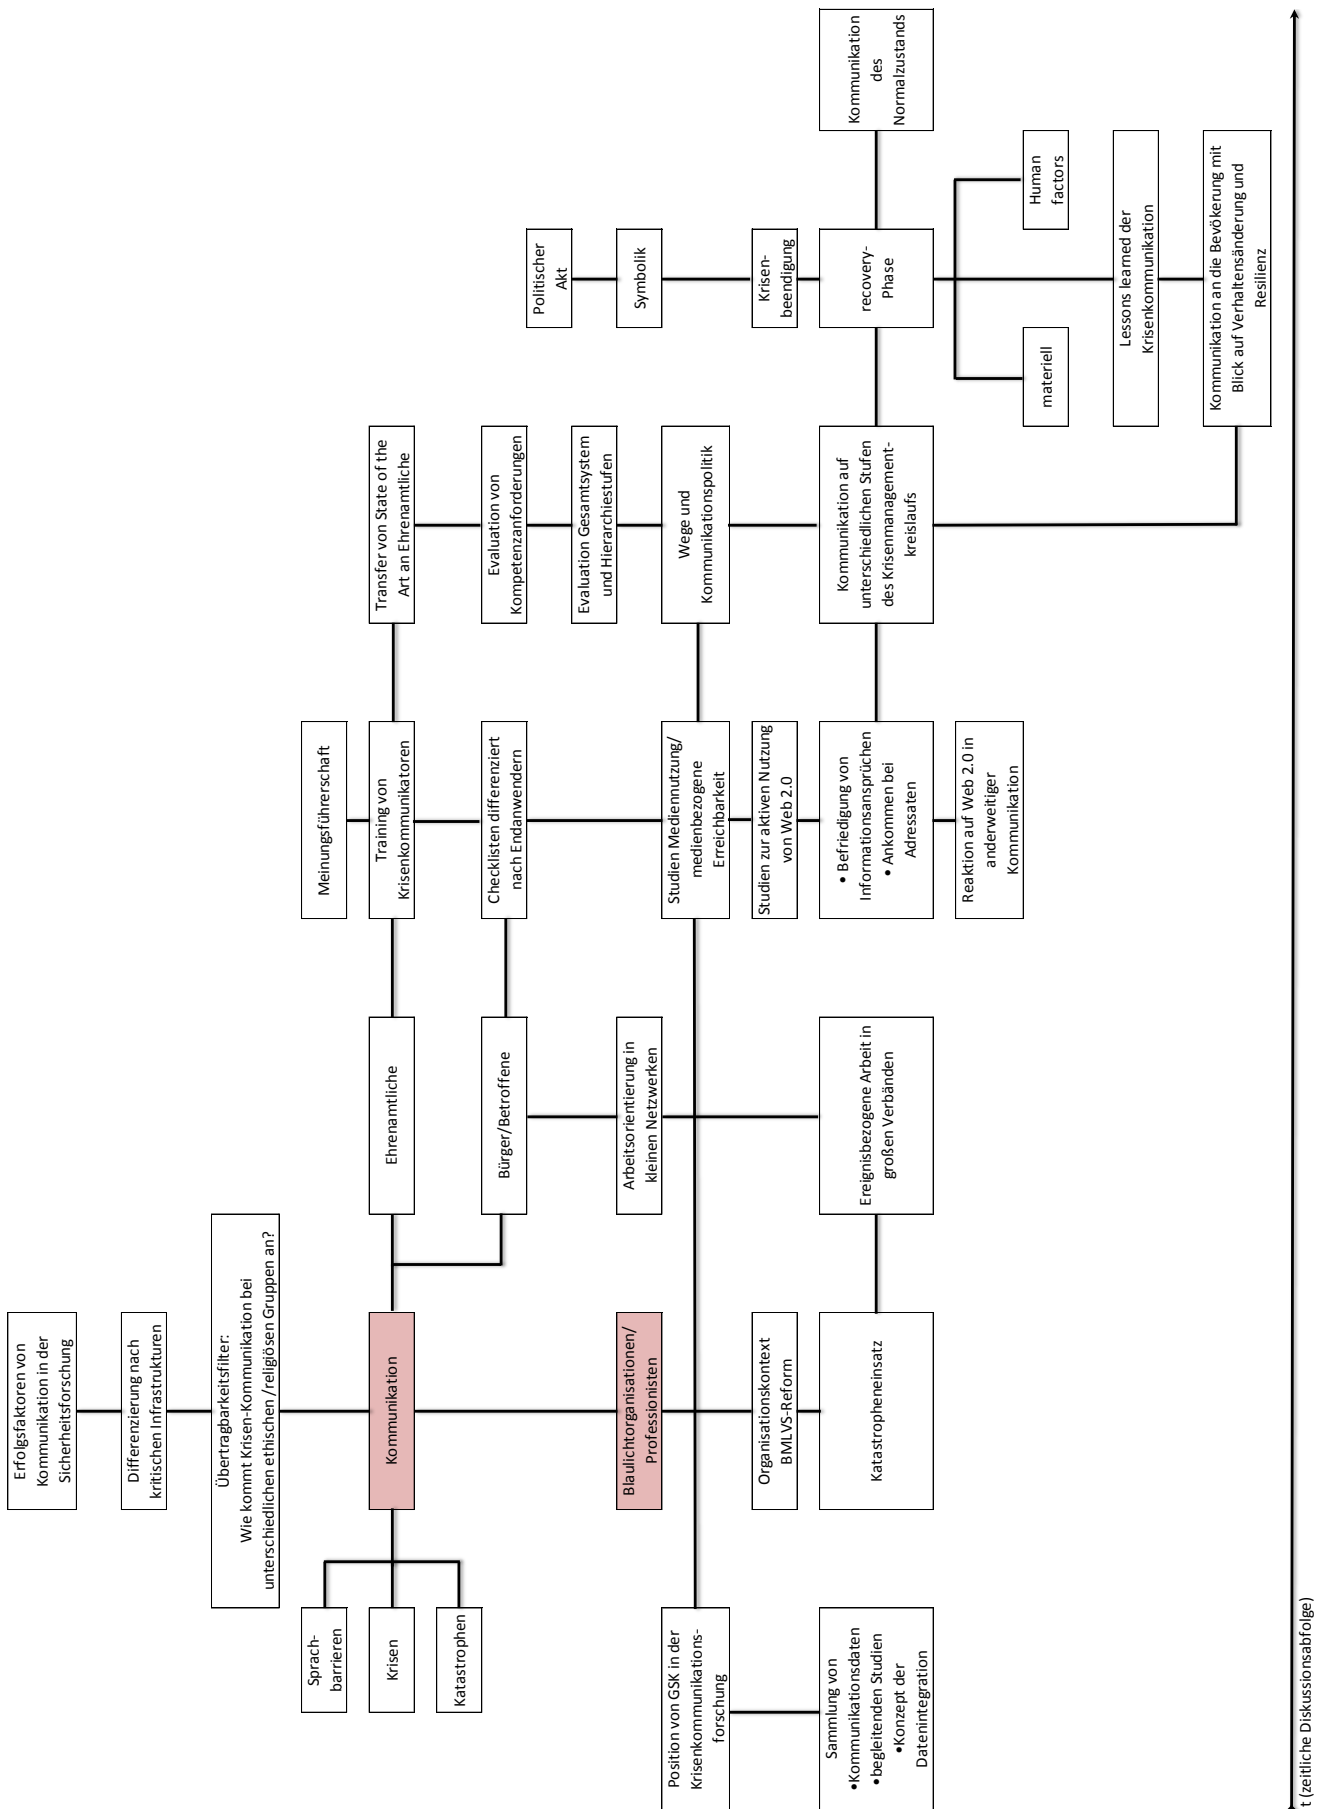 Sprach-
barrieren
Krisen
Katastrophen
Position von GSK in der
Krisenkommunikations-
forschung
Sammlung von
•Kommunikationsdaten
•begleitenden Studien
•Konzept der
Datenintegration
Erfolgsfaktoren von
Kommunikation in der
Sicherheitsforschung
Differenzierung nach
kritischen Infrastrukturen
Übertragbarkeitsfilter:
Wie kommt Krisen-Kommunikation bei
unterschiedlichen ethischen /religiösen Gruppen an?
Kommunikation
Blaulichtorganisationen/
Professionisten
Organisationskontext
BMLVS-Reform
Katastropheneinsatz
Ehrenamtliche
Bürger/Betroffene
Arbeitsorientierung in
kleinen Netzwerken
Ereignisbezogene Arbeit in
großen Verbänden
Meinungsführerschaft
Training von
Krisenkommunikatoren
Checklisten differenziert
nach Endanwendern
Studien Mediennutzung/
medienbezogene
Erreichbarkeit
Studien zur aktiven Nutzung
von Web 2.0
• Befriedigung von
Informationsansprüchen
• Ankommen bei
Adressaten
Reaktion auf Web 2.0 in
anderweitiger
Kommunikation
Transfer von State of the
Art an Ehrenamtliche
Evaluation von
Kompetenzanforderungen
Evaluation Gesamtsystem
und Hierarchiestufen
Wege und
Kommunikationspolitik
Kommunikation auf
unterschiedlichen Stufen
des Krisenmanagement-
kreislaufs
Politischer
Akt
Symbolik
Krisen-
beendigung
recovery-
Phase
materiell
Human
factors
Lessons learned der
Krisenkommunikation
Kommunikation an die Bevökerung mit
Blick auf Verhaltensänderung und
Resilienz
Kommunikation
des
Normalzustands
t (zeitliche Diskussionsabfolge)